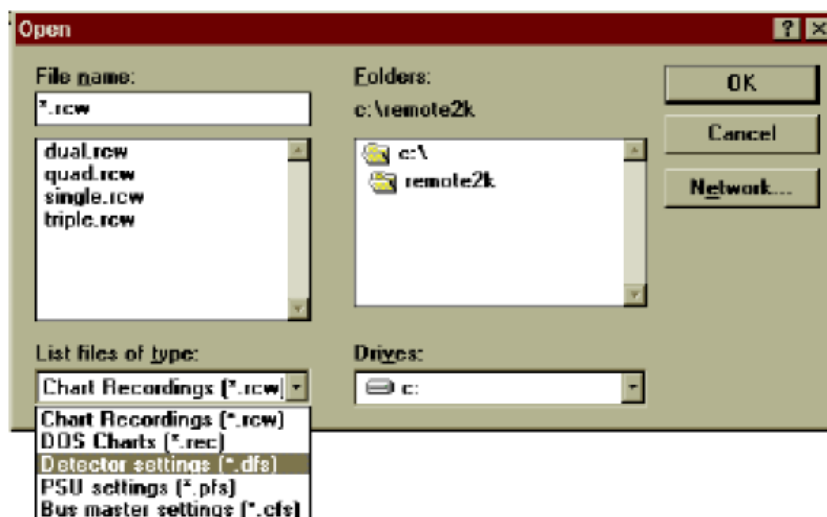 Open
File name:
*.rcw
dual.rcw
quad.rcw
single.rcw
triple.rcw
List files of type:
Chart Recordings (*.rcw)
Chart Recordings (*.rcw)
DOS Charts (*.rec)
Detector settings (*.dfs)
PSU settings (*.pfs)
Bus master settings (*.cfs)
Folders:
c:\remote2k
c:\
remote2k
Drives:
c:
OK
Cancel
Network...